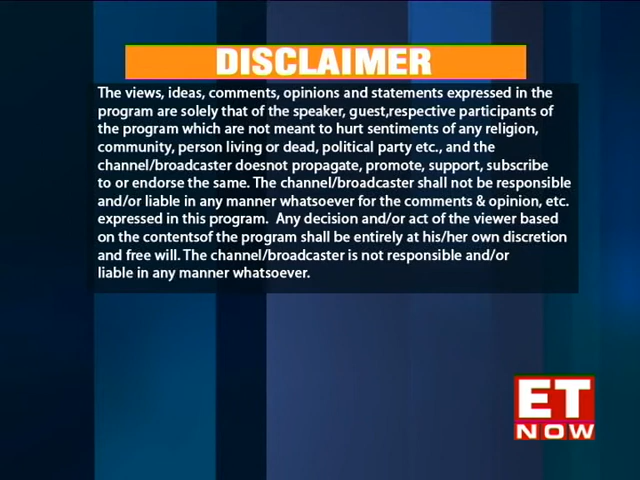 DISCLAIMER
The views, ideas, comments, opinions and statements expressed in the
program are solely that of the speaker, guest,respective participants of
the program which are not meant to hurt sentiments of any religion,
community, person living or dead, political party etc., and the
channel/broadcaster doesnot propagate, promote, support, subscribe
to or endorse the same. The channel/broadcaster shall not be responsible
and/or liable in any manner whatsoever for the comments & opinion, etc.
expressed in this program.  Any decision and/or act of the viewer based
on the contentsof the program shall be entirely at his/her own discretion
and free will. The channel/broadcaster is not responsible and/or
liable in any manner whatsoever.
ET
NOW